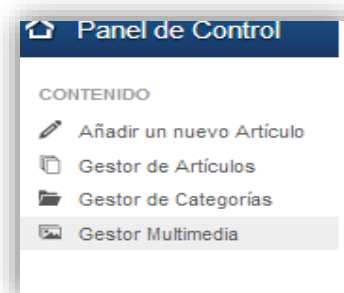 Panel de Control
CONTENIDO
Añadir un nuevo Artículo
Gestor de Artículos
Gestor de Categorías
Gestor Multimedia